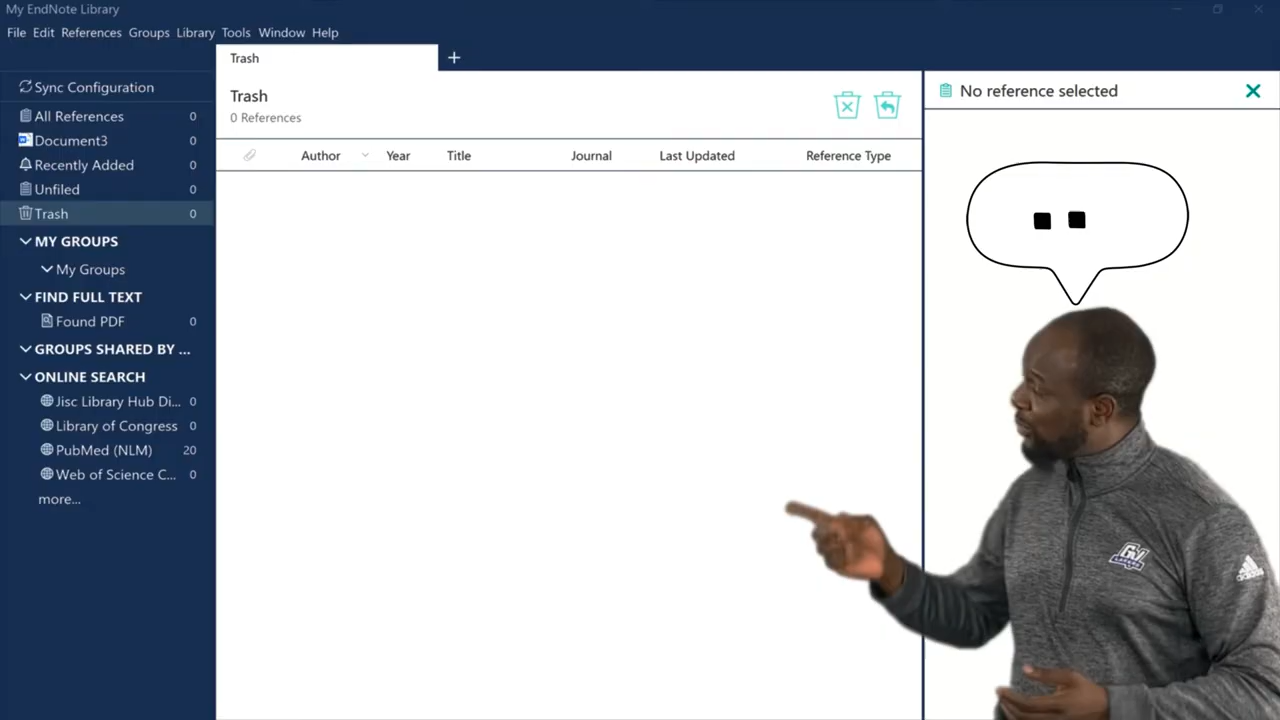 My EndNote Library
File Edit References Groups Library Tools Window Help
Trash
Sync Configuration
All References 0
Document3 0
Recently Added 0
Unfiled 0
Trash 0
MY GROUPS
My Groups
FIND FULL TEXT
Found PDF 0
GROUPS SHARED BY ...
ONLINE SEARCH
Jisc Library Hub Di... 0
Library of Congress 0
PubMed (NLM) 20
Web of Science C... 0
more...
Trash
0 References
Author Year Title Journal Last Updated Reference Type
No reference selected
GV
LAKERS
adidas